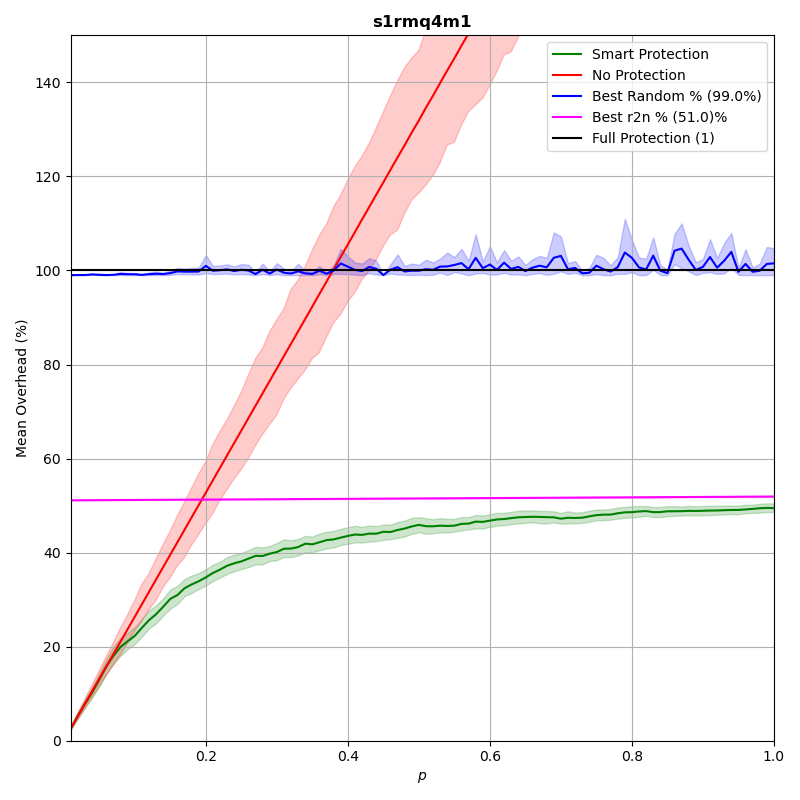 s1rmq4m1
Smart Protection
No Protection
Best Random % (99.0%)
Best r2n % (51.0)%
Full Protection (1)
Mean Overhead (%)
140
120
100
80
60
40
20
0
0.2 0.4 0.6 0.8 1.0
p